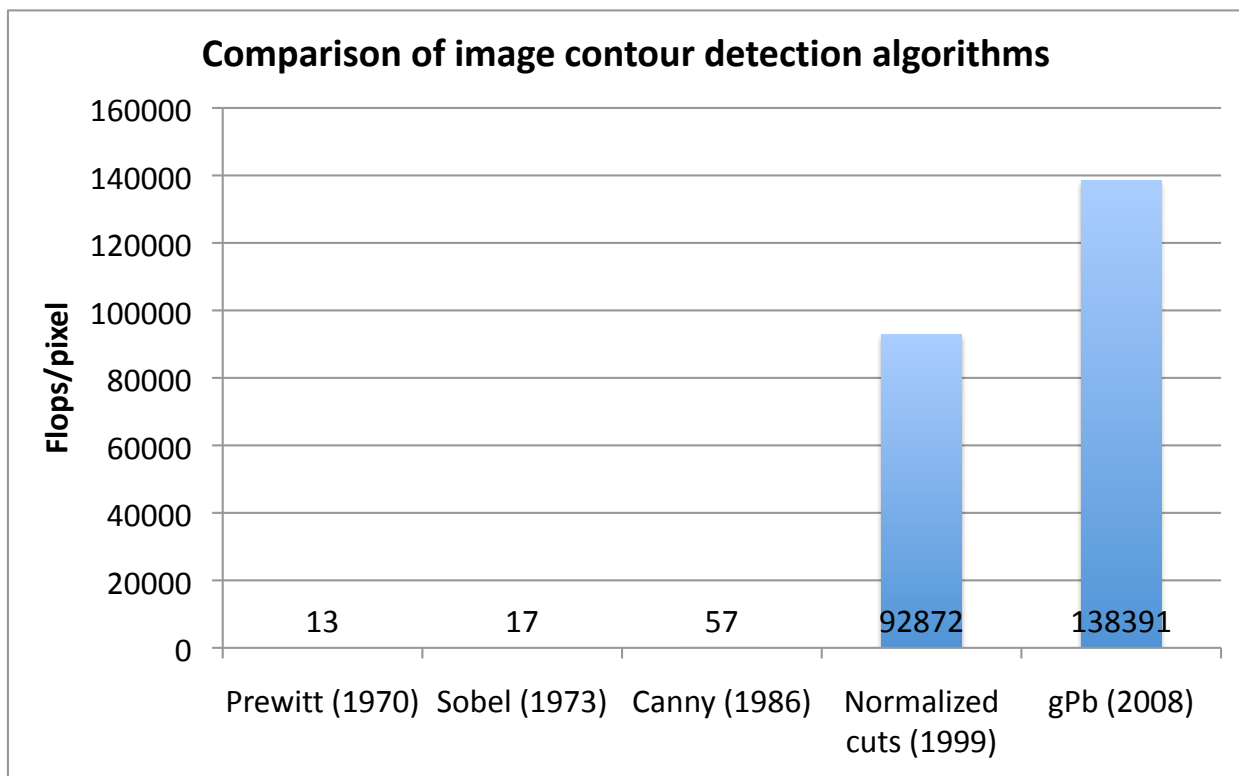 Comparison of image contour detection algorithms
160000
140000
120000
100000
80000
60000
40000
20000
0
Flops/pixel
13
17
57
92872
138391
Prewitt (1970)
Sobel (1973)
Canny (1986)
Normalized
cuts (1999)
gPb (2008)